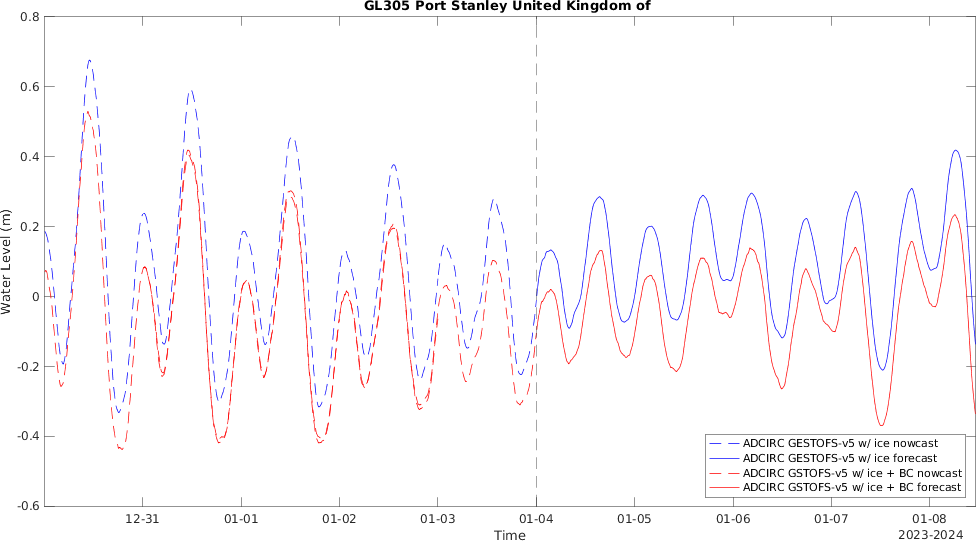 GL305 Port Stanley United Kingdom of
0.8
0.6
0.4
0.2
0
-0.2
-0.4
-0.6
Water Level (m)
ADCIRC GESTOFS-v5 w/ ice nowcast
ADCIRC GESTOFS-v5 w/ ice forecast
ADCIRC GSTOFS-v5 w/ ice + BC nowcast
ADCIRC GSTOFS-v5 w/ ice + BC forecast
12-31 01-01 01-02 01-03 01-04 01-05 01-06 01-07 01-08
Time
2023-2024